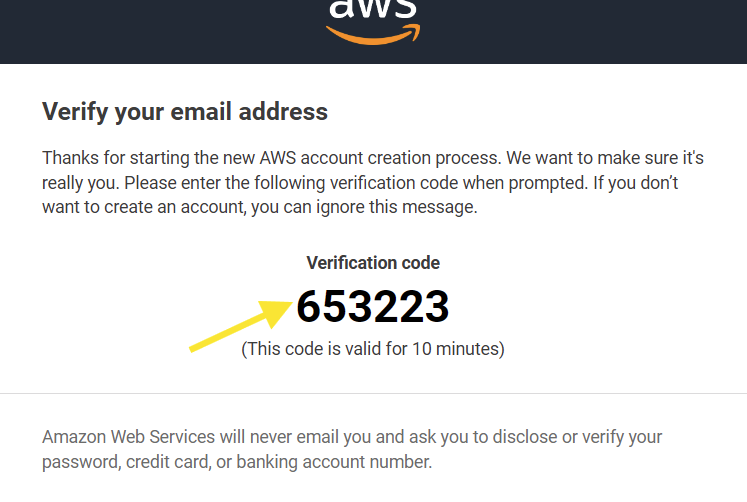 aws
Verify your email address
Thanks for starting the new AWS account creation process. We want to make sure it's
really you. Please enter the following verification code when prompted. If you don’t
want to create an account, you can ignore this message.
Verification code
653223
(This code is valid for 10 minutes)
Amazon Web Services will never email you and ask you to disclose or verify your
password, credit card, or banking account number.